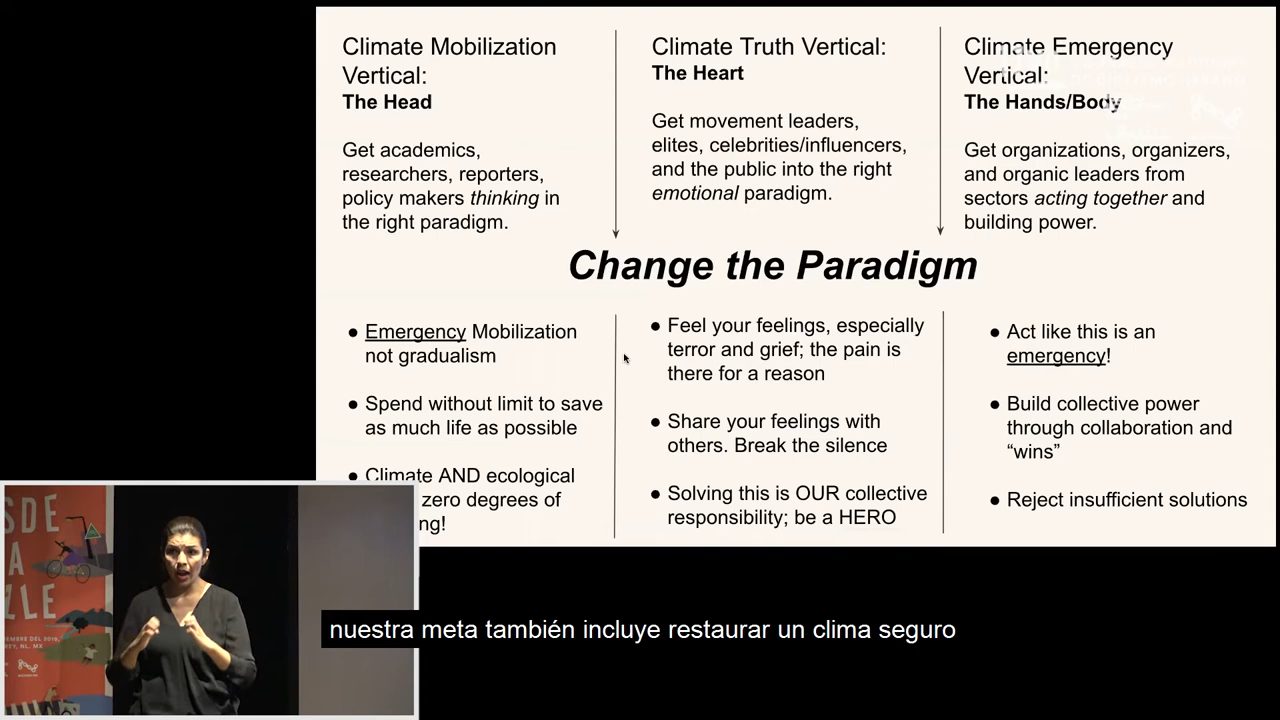 Climate Mobilization
Vertical:
The Head
Get academics,
researchers, reporters,
policy makers thinking in
the right paradigm.
Climate Truth Vertical:
The Heart
Get movement leaders,
elites, celebrities/influencers,
and the public into the right
emotional paradigm.
Climate Emergency
Vertical:
The Hands/Body
Get organizations, organizers,
and organic leaders from
sectors acting together and
building power.
Change the Paradigm
● Emergency Mobilization
not gradualism
● Spend without limit to save
as much life as possible
● Climate AND ecological
zero degrees of
ng!
● Feel your feelings, especially
terror and grief; the pain is
there for a reason
● Share your feelings with
others. Break the silence
● Solving this is OUR collective
responsibility; be a HERO
● Act like this is an
emergency!
● Build collective power
through collaboration and
“wins”
● Reject insufficient solutions
SDE
A
ZLE
nuestra meta también incluye restaurar un clima seguro